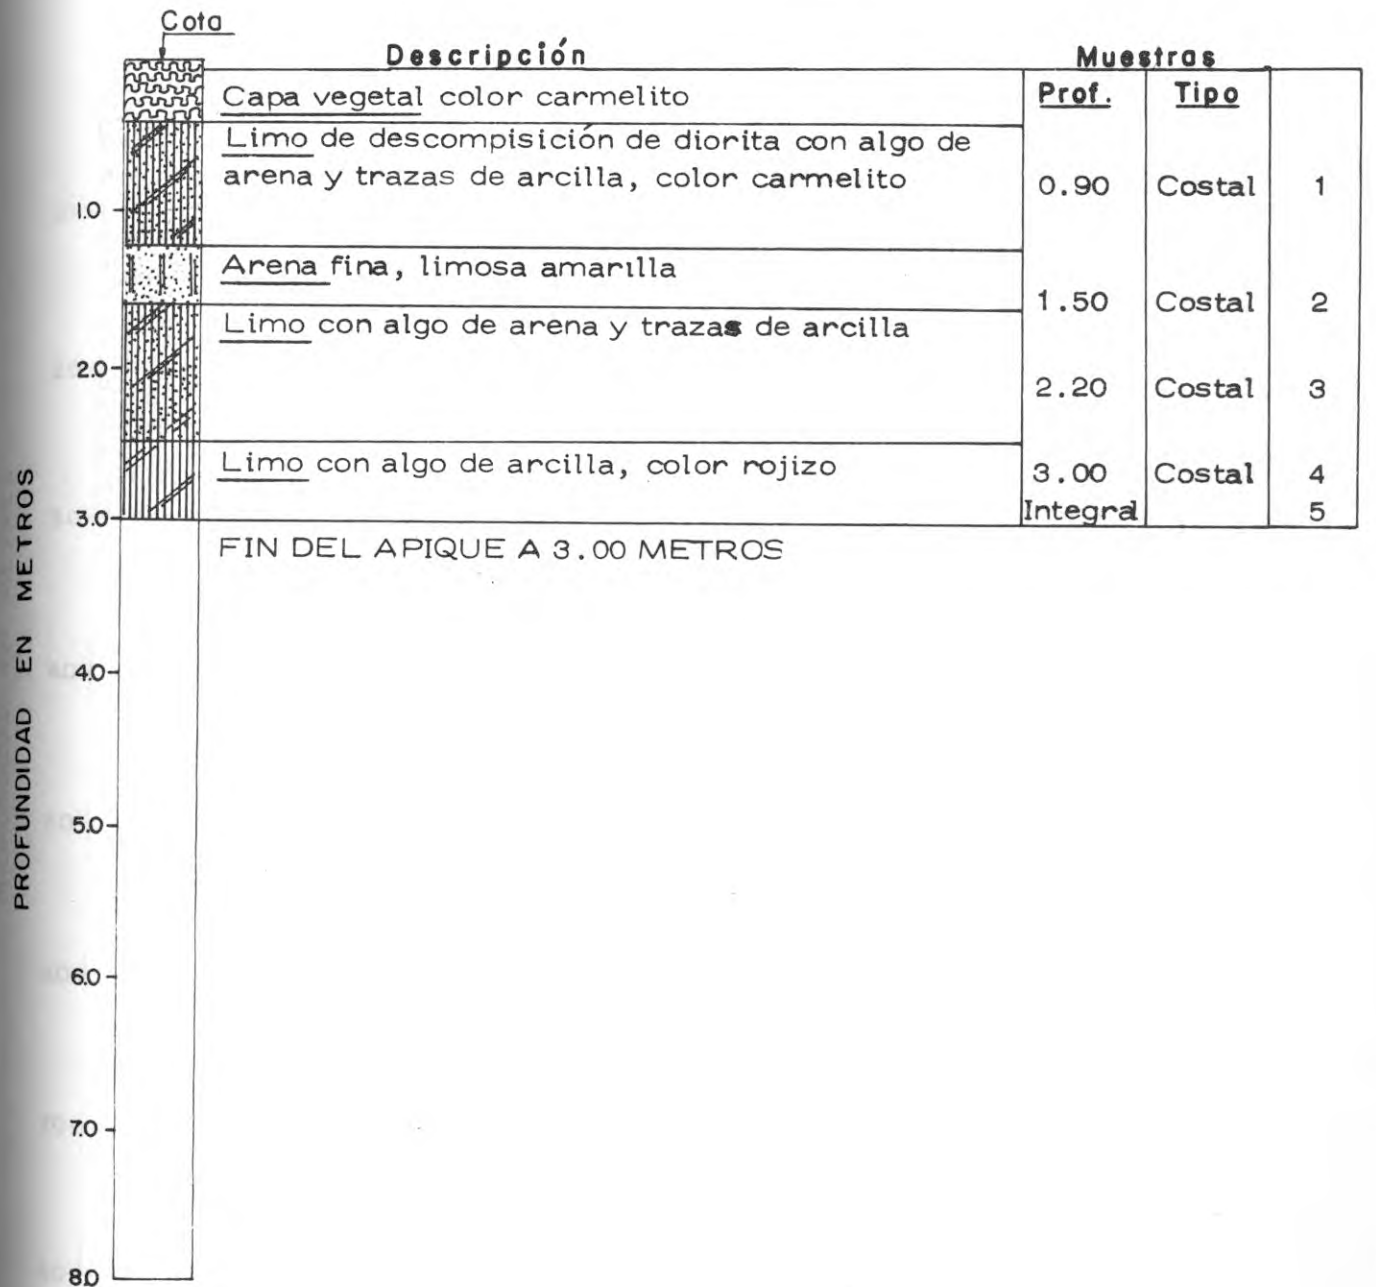 Cota
Descripción
Muestras
Prof. Tipo
Capa vegetal color carmelito
Limo de descompisición de diorita con algo de
arena y trazas de arcilla, color carmelito
0.90 Costal 1
1.0
Arena fina, limosa amarilla
1.50 Costal 2
Limo con algo de arena y trazas de arcilla
2.0
2.20 Costal 3
Limo con algo de arcilla, color rojizo
3.00 Costal 4
Integral 5
3.0
FIN DEL APIQUE A 3.00 METROS
4.0
5.0
6.0
7.0
8.0
PROFUNDIDAD EN METROS